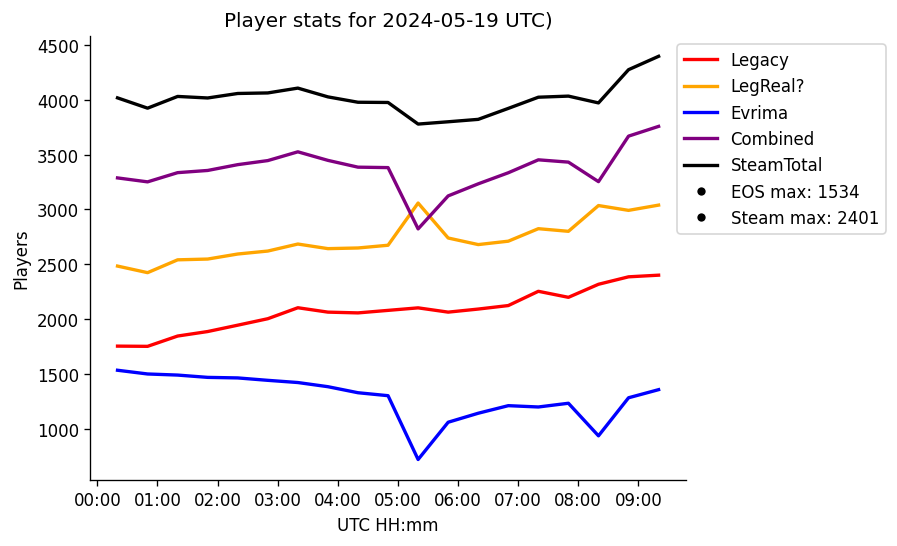 Player stats for 2024-05-19 UTC)
4500
4000
3500
3000
2500
2000
1500
1000
Players
00:00 01:00 02:00 03:00 04:00 05:00 06:00 07:00 08:00 09:00
UTC HH:mm
Legacy
LegReal?
Evrima
Combined
SteamTotal
EOS max: 1534
Steam max: 2401